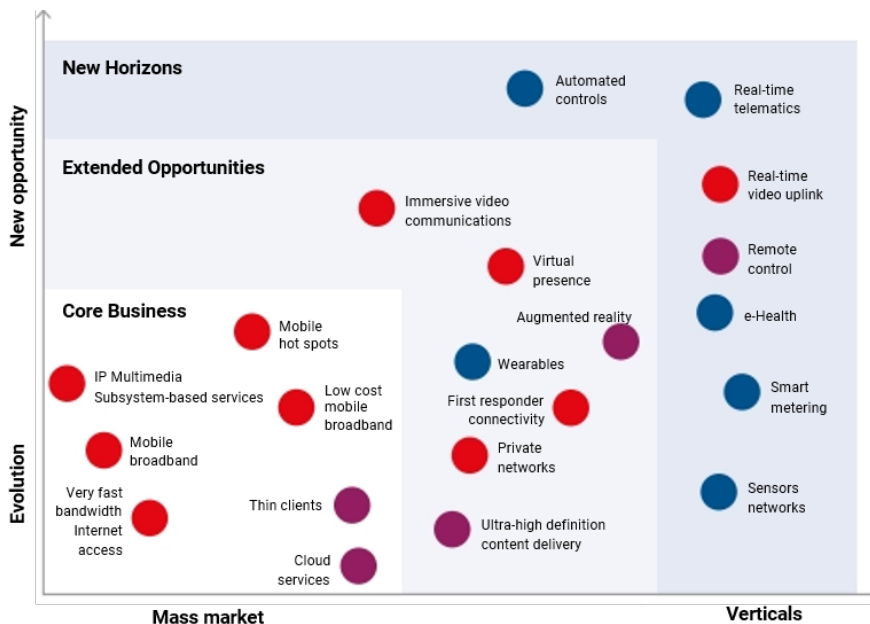 New Horizons
Automated
controls
Real-time
telematics
New opportunity
Extended Opportunities
Real-time
video uplink
Immersive video
communications
Remote
control
Virtual
presence
Core Business
Augmented reality
e-Health
Mobile
hot spots
Wearables
IP Multimedia
Subsystem-based services
Low cost
mobile
broadband
First responder
connectivity
Smart
metering
Mobile
broadband
Private
networks
Evolution
Very fast
bandwidth
Internet
access
Thin clients
Ultra-high definition
content delivery
Sensors
networks
Cloud
services
Mass market
Verticals